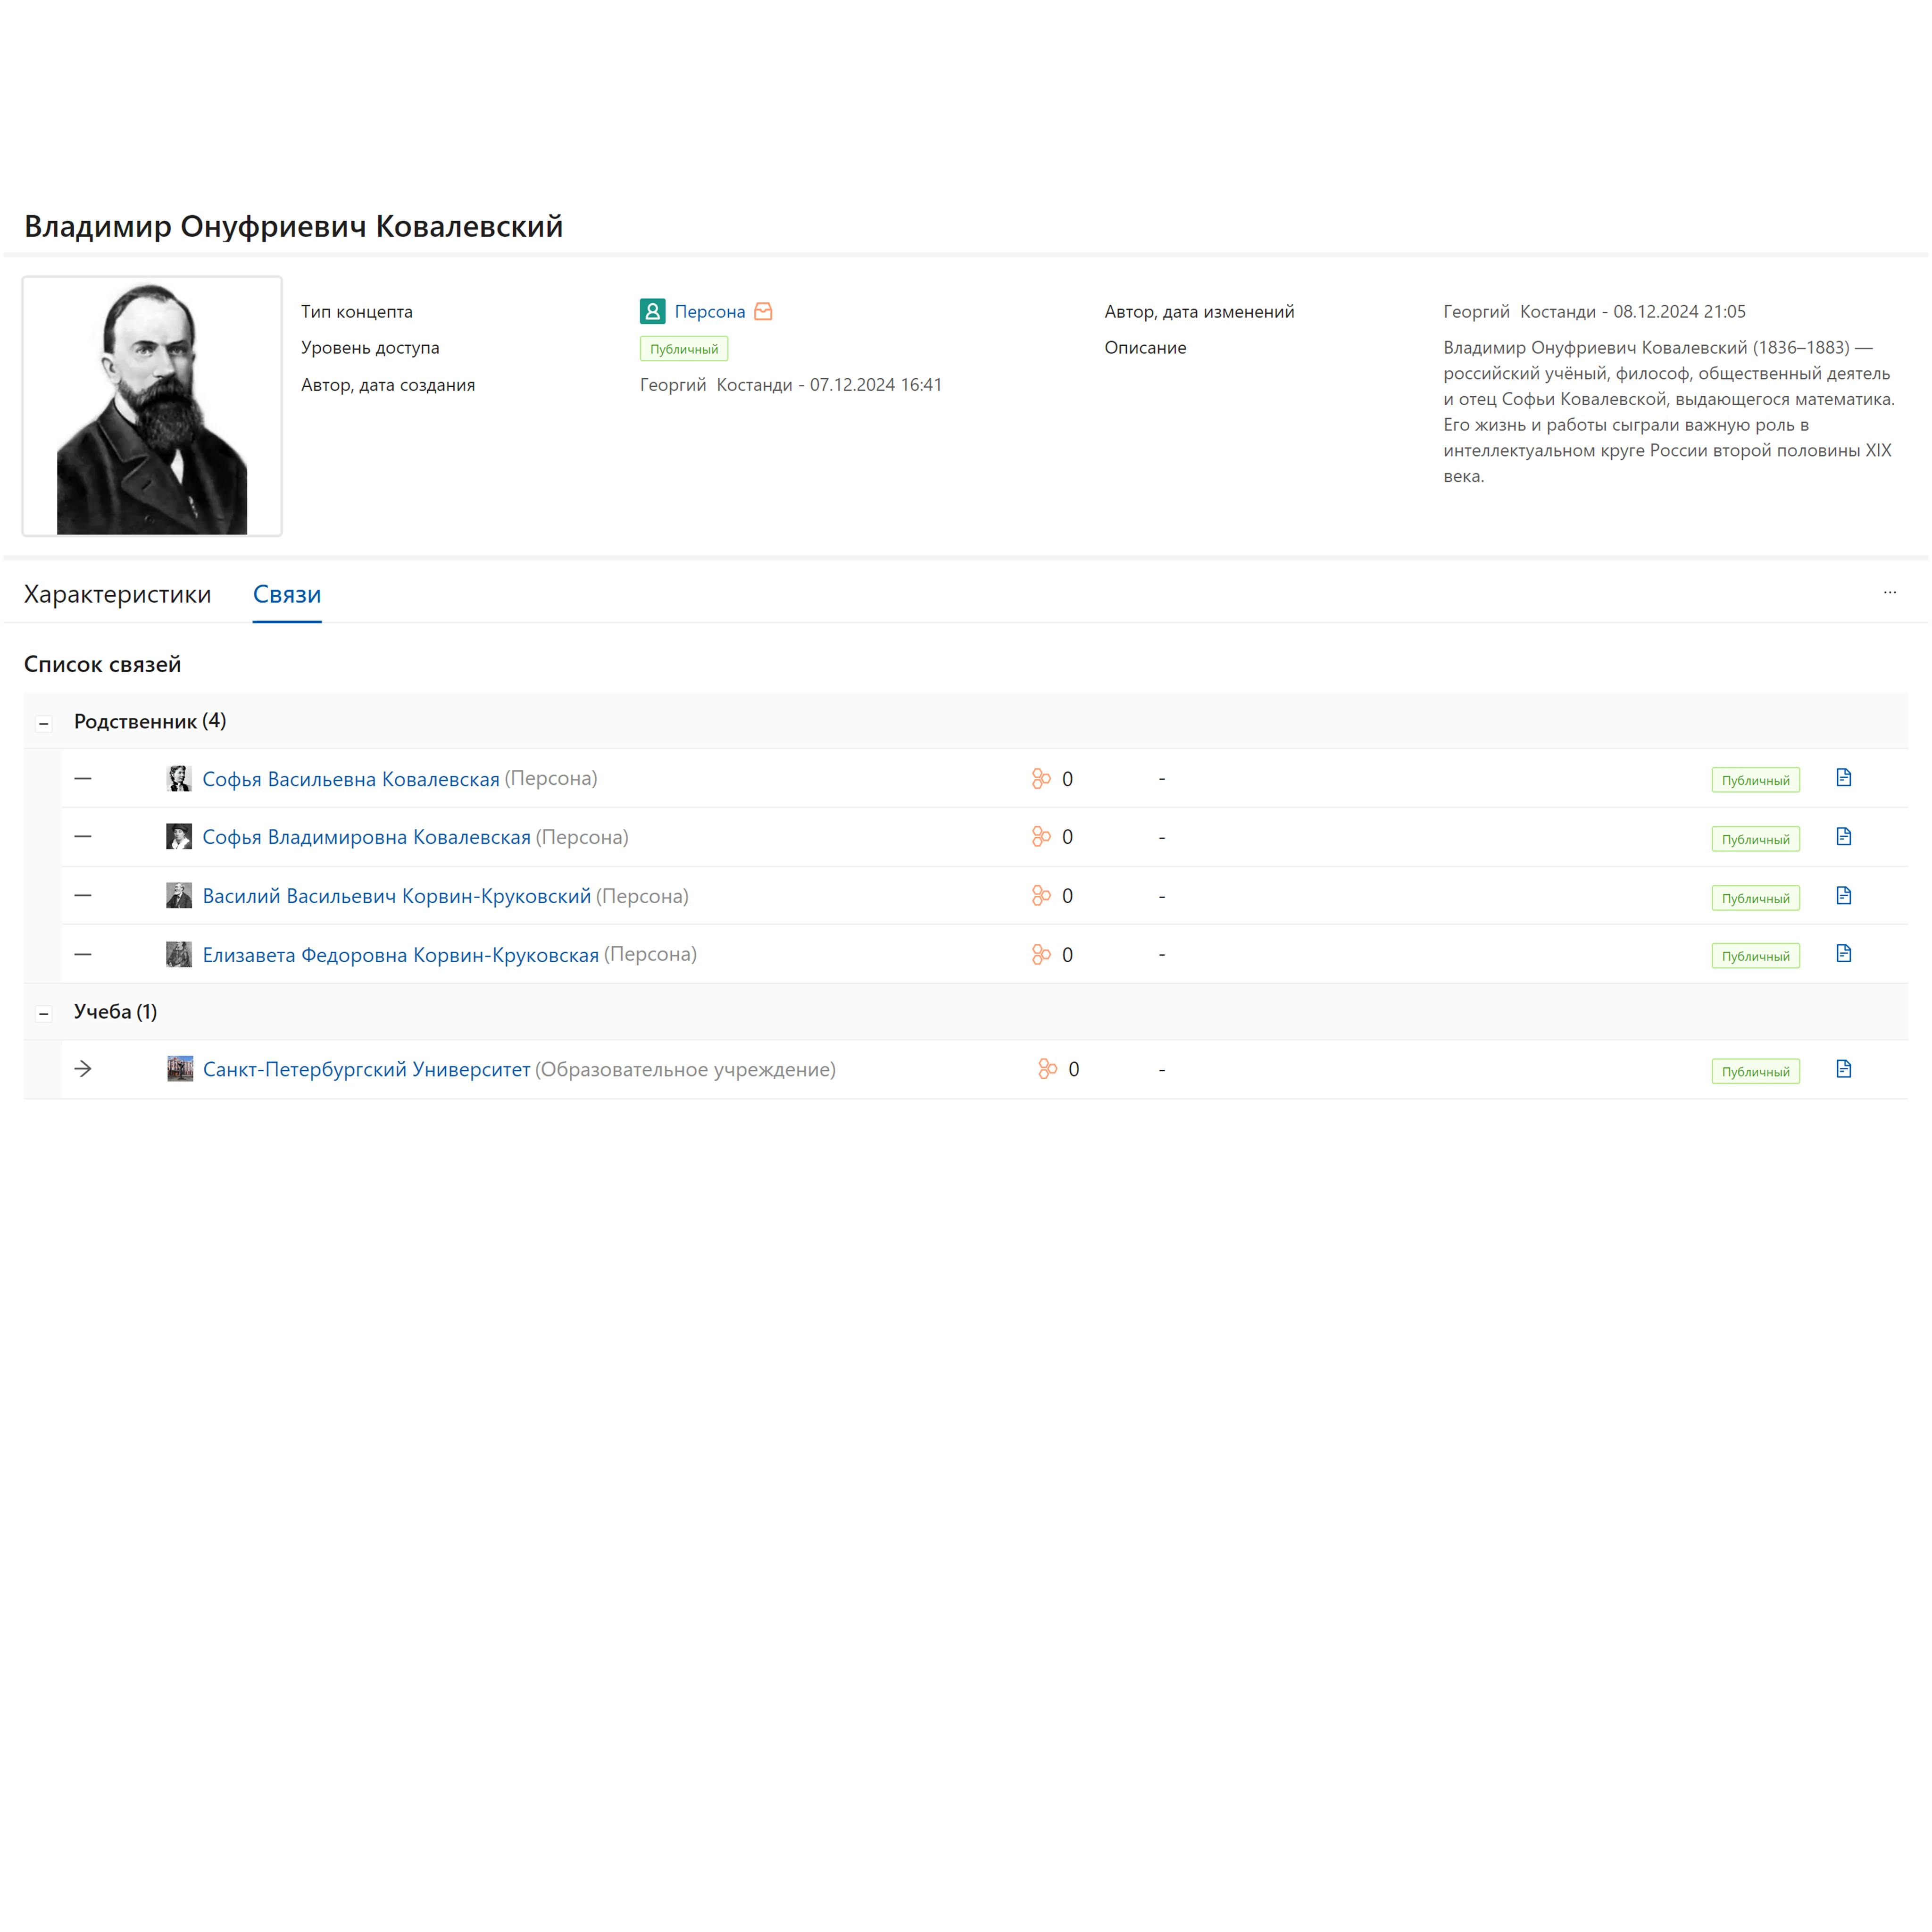 Владимир Онуфриевич Ковалевский
Тип концепта Персона
Уровень доступа Публичный
Автор, дата создания Георгий Костанди - 07.12.2024 16:41
Автор, дата изменений Георгий Костанди - 08.12.2024 21:05
Описание Владимир Онуфриевич Ковалевский (1836–1883) —
российский учёный, философ, общественный деятель
и отец Софьи Ковалевской, выдающегося математика.
Его жизнь и работы сыграли важную роль в
интеллектуальном круге России второй половины XIX
века.
Характеристики Связи ...
Список связей
Родственник (4)
Софья Васильевна Ковалевская (Персона) 0 - Публичный
Софья Владимировна Ковалевская (Персона) 0 - Публичный
Василий Васильевич Корвин-Круковский (Персона) 0 - Публичный
Елизавета Федоровна Корвин-Круковская (Персона) 0 - Публичный
Учеба (1)
Санкт-Петербургский Университет (Образовательное учреждение) 0 - Публичный